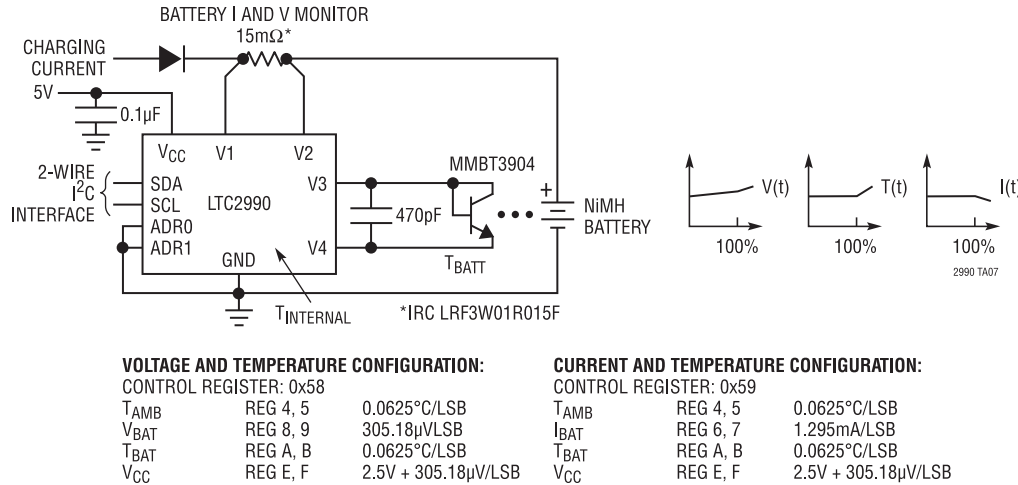 BATTERY I AND V MONITOR
15mΩ*
CHARGING
CURRENT
5V
0.1µF
VCC
V1
V2
2-WIRE
I²C
INTERFACE
SDA
SCL
ADR0
ADR1
LTC2990
GND
V3
V4
470pF
MMBT3904
TBATT
+
NiMH
BATTERY
TINTERNAL
*IRC LRF3W01R015F
V(t)
100%
T(t)
100%
I(t)
100%
2990 TA07
VOLTAGE AND TEMPERATURE CONFIGURATION:
CONTROL REGISTER: 0x58
TAMB REG 4, 5 0.0625°C/LSB
VBAT REG 8, 9 305.18µVLSB
TBAT REG A, B 0.0625°C/LSB
VCC REG E, F 2.5V + 305.18µV/LSB
CURRENT AND TEMPERATURE CONFIGURATION:
CONTROL REGISTER: 0x59
TAMB REG 4, 5 0.0625°C/LSB
IBAT REG 6, 7 1.295mA/LSB
TBAT REG A, B 0.0625°C/LSB
VCC REG E, F 2.5V + 305.18µV/LSB